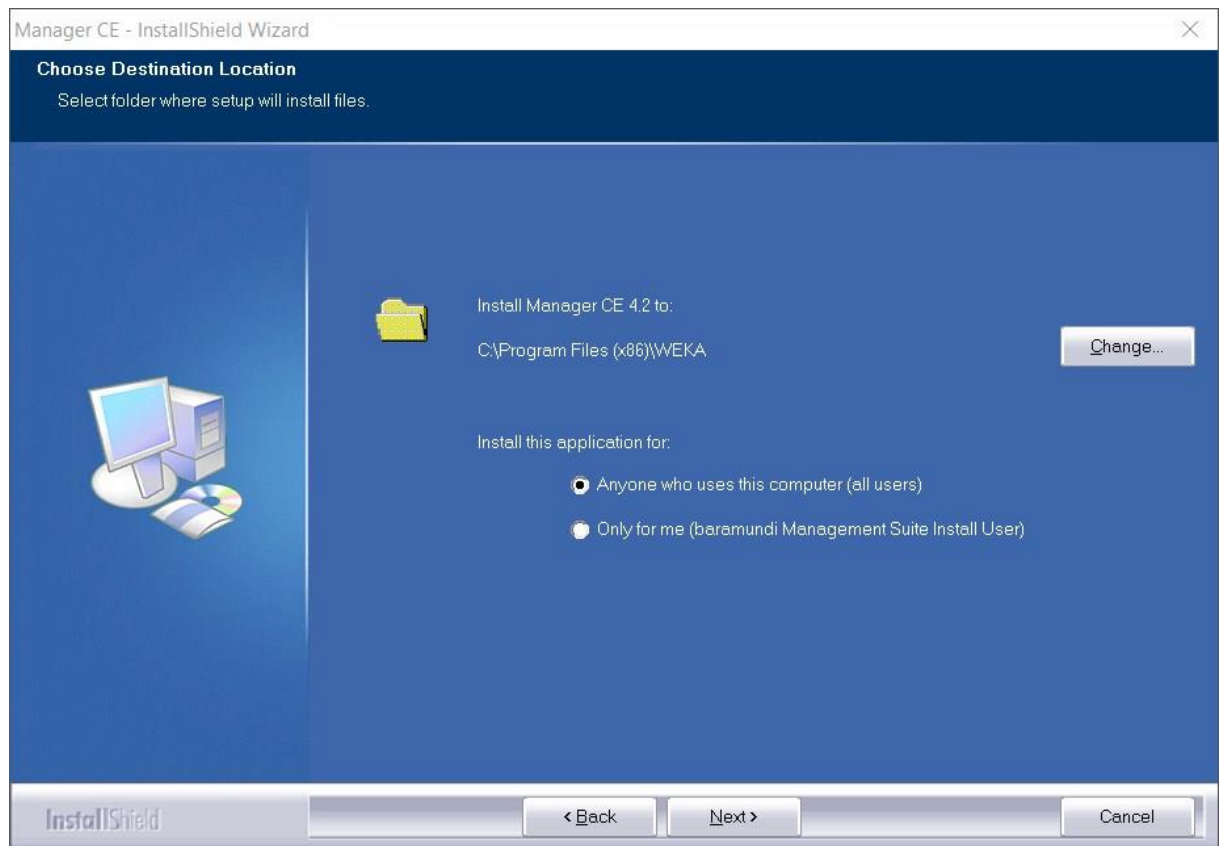 Manager CE - InstallShield Wizard
Choose Destination Location
Select folder where setup will install files.
Install Manager CE 4.2 to:
C:\Program Files (x86)\WEKA
Change...
Install this application for:
Anyone who uses this computer (all users)
Only for me (baramundi Management Suite Install User)
InstallShield
< Back
Next >
Cancel